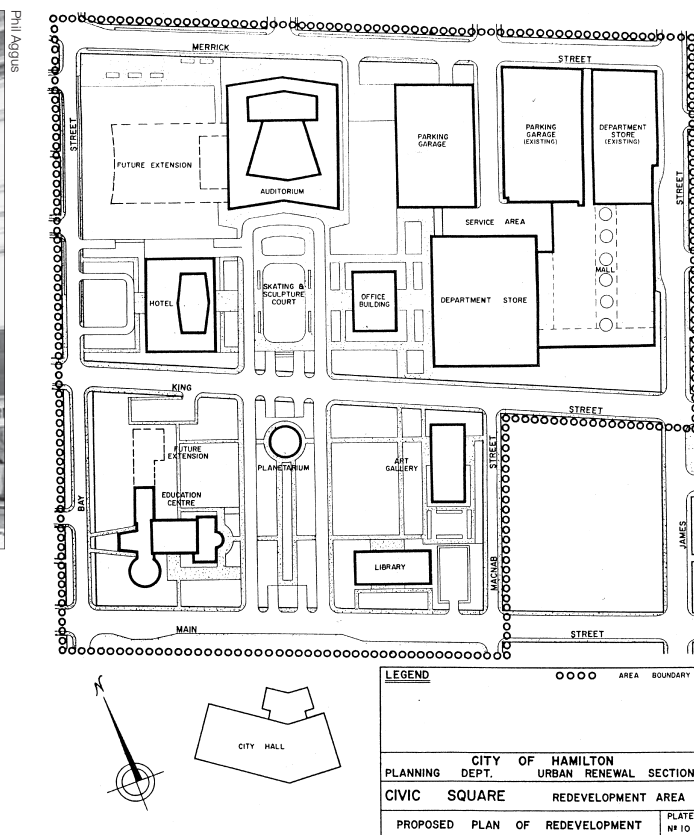 Phil Aggus
MERRICK
STREET
STREET
PARKING
GARAGE
PARKING
GARAGE
(EXISTING)
DEPARTMENT
STORE
(EXISTING)
FUTURE EXTENSION
AUDITORIUM
STREET
SERVICE AREA
MALL
HOTEL
SKATING &
SCULPTURE
COURT
OFFICE
BUILDING
DEPARTMENT STORE
KING
STREET
FUTURE
EXTENSION
PLANETARIUM
ART
GALLERY
STREET
EDUCATION
CENTRE
BAY
LIBRARY
MACNAB
JAMES
MAIN
STREET
N
CITY HALL
LEGEND
OOOO AREA BOUNDARY
CITY OF HAMILTON
PLANNING DEPT. URBAN RENEWAL SECTION
CIVIC SQUARE REDEVELOPMENT AREA
PROPOSED PLAN OF REDEVELOPMENT
PLATE
Nº 10